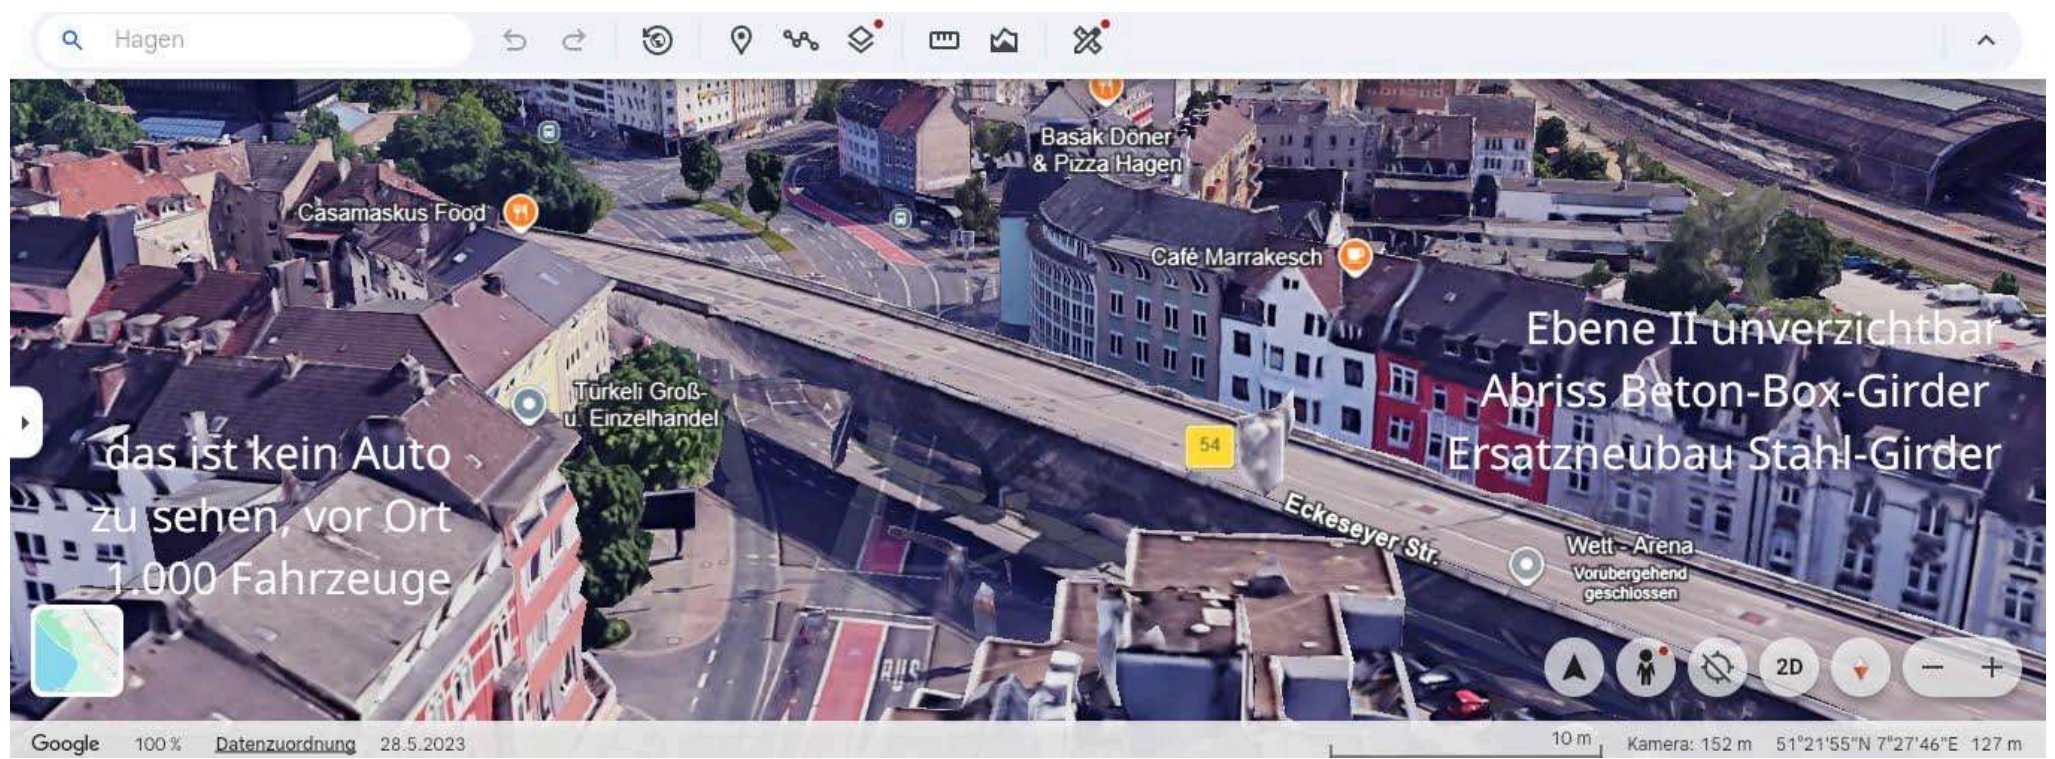 Hagen
Basak Döner
& Pizza Hagen
Casamaskus Food
Café Marrakesch
Ebene II unverzichtbar
Abriss Beton-Box-Girder
Ersatzneubau Stahl-Girder
Türkeli Groß-
u. Einzelhandel
das ist kein Auto
zu sehen, vor Ort
1.000 Fahrzeuge
54
Eckeseyer Str.
Wett - Arena
Vorübergehend
geschlossen
BUS
2D
Google 100 % Datenzuordnung 28.5.2023 10 m Kamera: 152 m 51°21'55"N 7°27'46"E 127 m